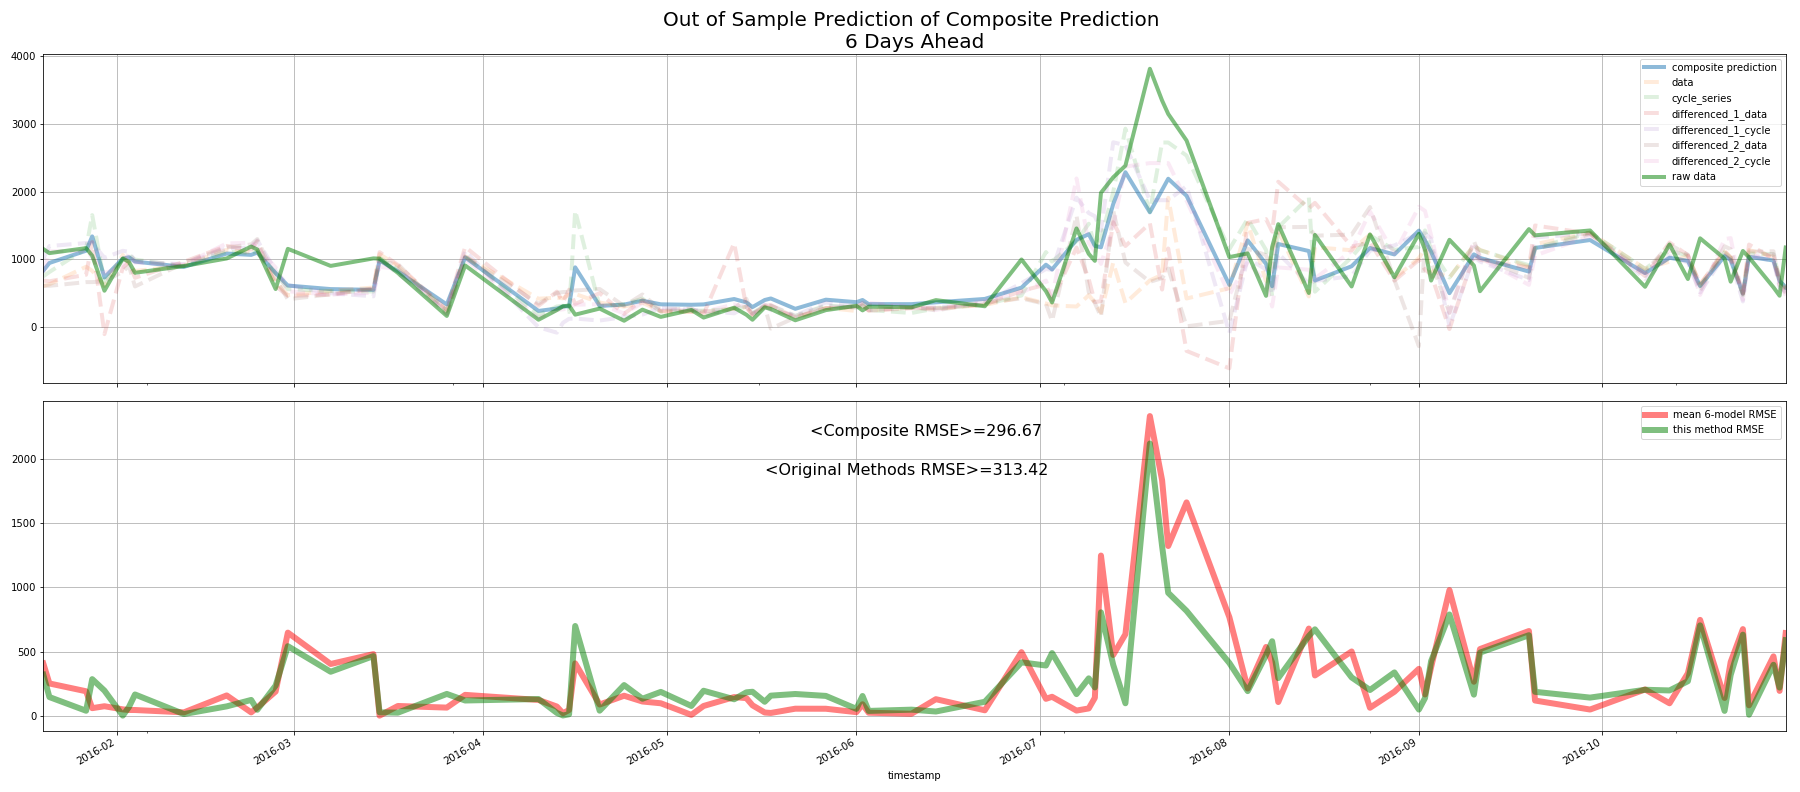 Out of Sample Prediction of Composite Prediction
6 Days Ahead
4000
3000
2000
1000
0
composite prediction
data
cycle_series
differenced_1_data
differenced_1_cycle
differenced_2_data
differenced_2_cycle
raw data
2000
1500
1000
500
0
<Composite RMSE>=296.67
<Original Methods RMSE>=313.42
mean 6-model RMSE
this method RMSE
2016-02
2016-03
2016-04
2016-05
2016-06
2016-07
2016-08
2016-09
2016-10
timestamp